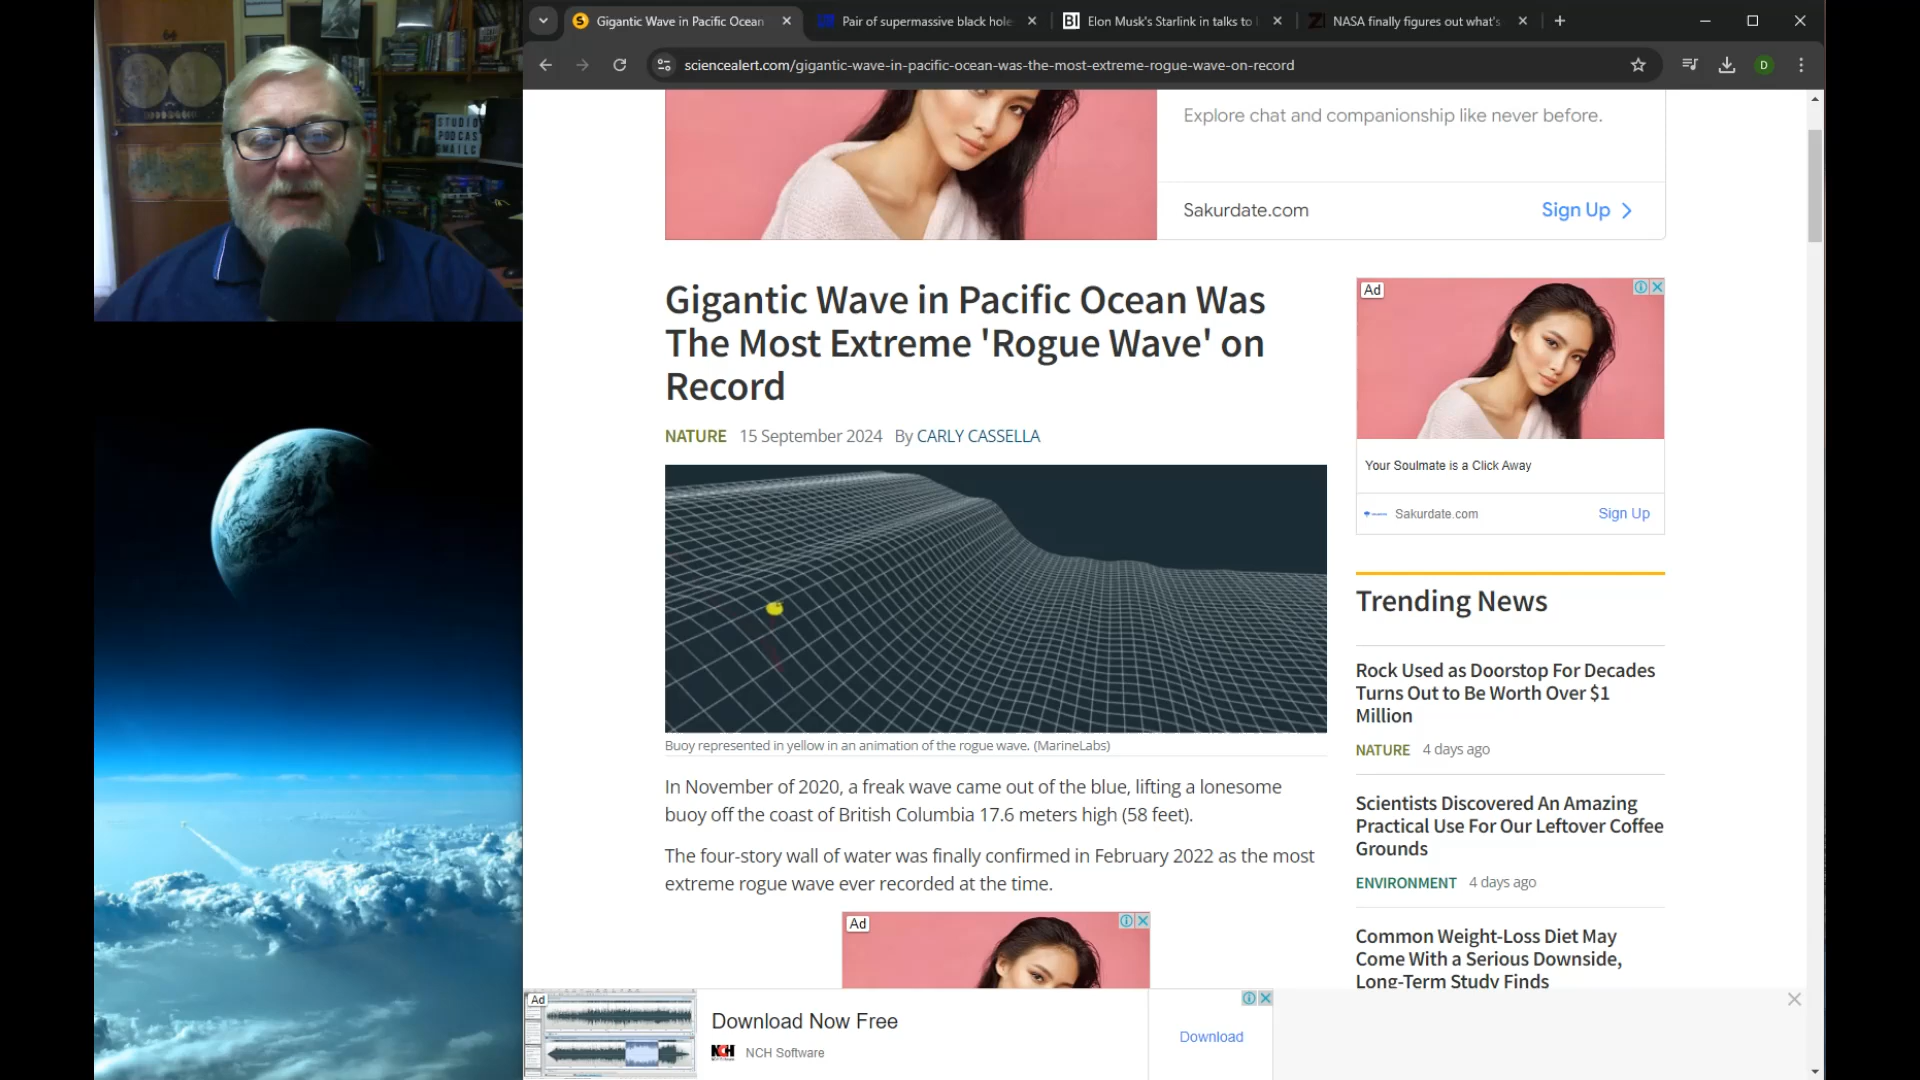 STUDIO
PODCAS
Gigantic Wave in Pacific Ocean
Pair of supermassive black hole
Elon Musk's Starlink in talks to
NASA finally figures out what's
BI
sciencealert.com/gigantic-wave-in-pacific-ocean-was-the-most-extreme-rogue-wave-on-record
D
Explore chat and companionship like never before.
Sakurdate.com
Sign Up
Gigantic Wave in Pacific Ocean Was
The Most Extreme 'Rogue Wave' on
Record
NATURE 15 September 2024 By CARLY CASSELLA
Buoy represented in yellow in an animation of the rogue wave. (MarineLabs)
In November of 2020, a freak wave came out of the blue, lifting a lonesome
buoy off the coast of British Columbia 17.6 meters high (58 feet).
The four-story wall of water was finally confirmed in February 2022 as the most
extreme rogue wave ever recorded at the time.
Ad
Ad
Your Soulmate is a Click Away
Sakurdate.com
Sign Up
Trending News
Rock Used as Doorstop For Decades
Turns Out to Be Worth Over $1
Million
NATURE 4 days ago
Scientists Discovered An Amazing
Practical Use For Our Leftover Coffee
Grounds
ENVIRONMENT 4 days ago
Common Weight-Loss Diet May
Come With a Serious Downside,
Long-Term Study Finds
Ad
Download Now Free
NCH NCH Software
Download